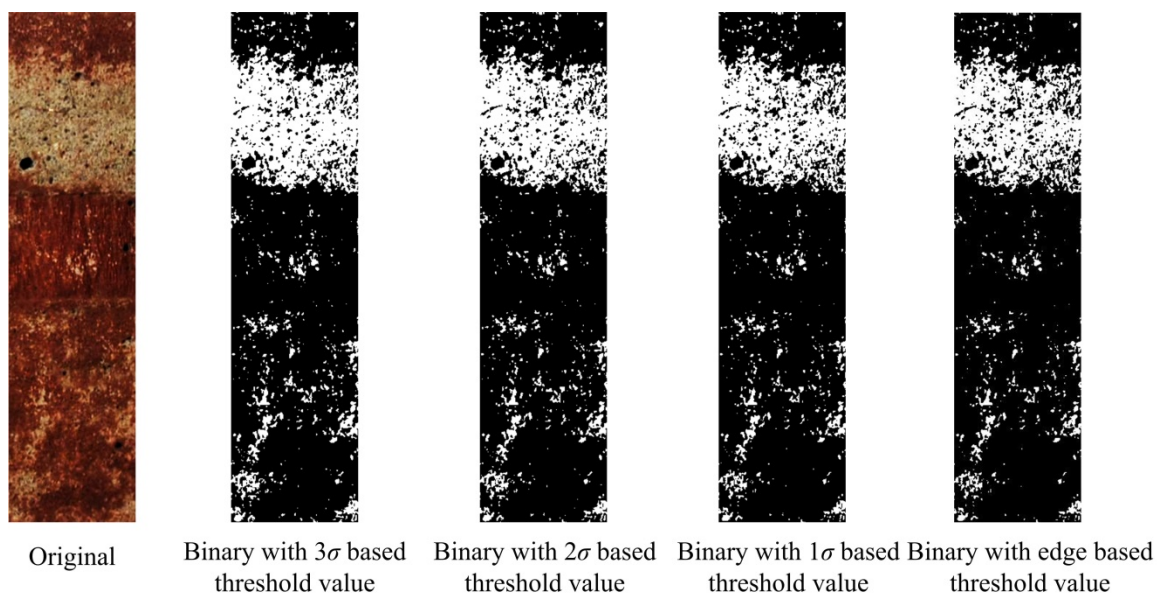 Original
Binary with 3σ based
threshold value
Binary with 2σ based
threshold value
Binary with 1σ based
threshold value
Binary with edge based
threshold value